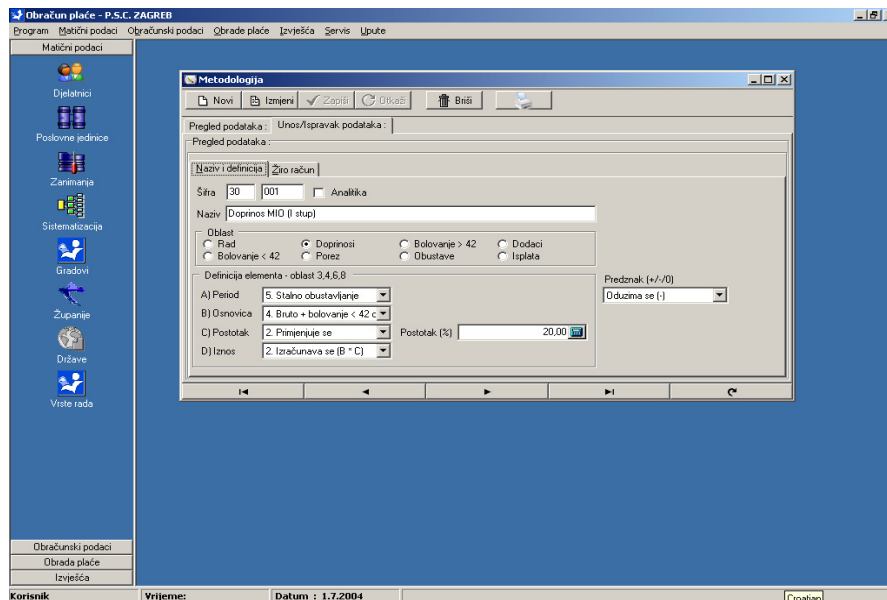 Obračun plaće - P.S.C. ZAGREB
Program Matični podaci Obračunski podaci Obrade plaće Izvješća Servis Upute
Matični podaci
Djelatnici
Poslovne jedinice
Zanimanja
Sistematizacija
Gradovi
Županije
Države
Vrste rada
Obračunski podaci
Obrada plaće
Izvješća
Metodologija
Novi Izmjeni Zapiši Otkaži Briši
Pregled podataka : Unos/Ispravak podataka :
Pregled podataka :
Naziv i definicija Žiro račun
Šifra 30 001 Analitika
Naziv Doprinos MIO (I stup)
Oblast
Rad Doprinosi Bolovanje > 42 Dodaci
Bolovanje < 42 Porez Obustave Isplata
Definicija elementa - oblast 3,4,6,8
Predznak (+/-/0)
A) Period 5. Stalno obustavljanje
Oduzima se (-)
B) Osnovica 4. Bruto + bolovanje < 42 c
C) Postotak 2. Primjenjuje se Postotak (%) 20,00
D) Iznos 2. Izračunava se (B * C)
Korisnik Vrijeme: Datum : 1.7.2004
Croatian